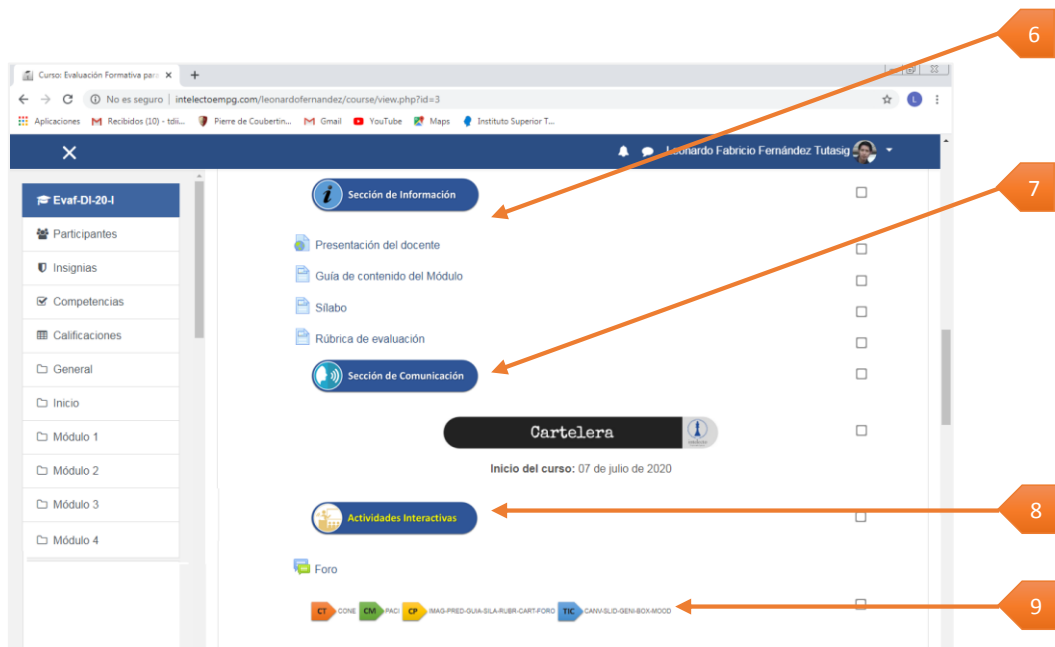 6
Curso: Evaluación Formativa par
No es seguro | intelectoempg.com/leonardofernandez/course/view.php?id=3
L
Aplicaciones Recibidos (10) - tdii... Pierre de Coubertin... Gmail YouTube Maps Instituto Superior T...
Leonardo Fabricio Fernández Tutasig
7
Evaf-DI-20-I
Participantes
Insignias
Competencias
Calificaciones
General
Inicio
Módulo 1
Módulo 2
Módulo 3
Módulo 4
Sección de Información
Presentación del docente
Guía de contenido del Módulo
Sílabo
Rúbrica de evaluación
Sección de Comunicación
Cartelera
Inicio del curso: 07 de julio de 2020
Actividades Interactivas
8
Foro
CT CONE CM PACI CP IMAG-PRED-GUIA-SILA-RUBR-CART-FORO TIC CANV-SLID-GENI-BOX-MOOD
9